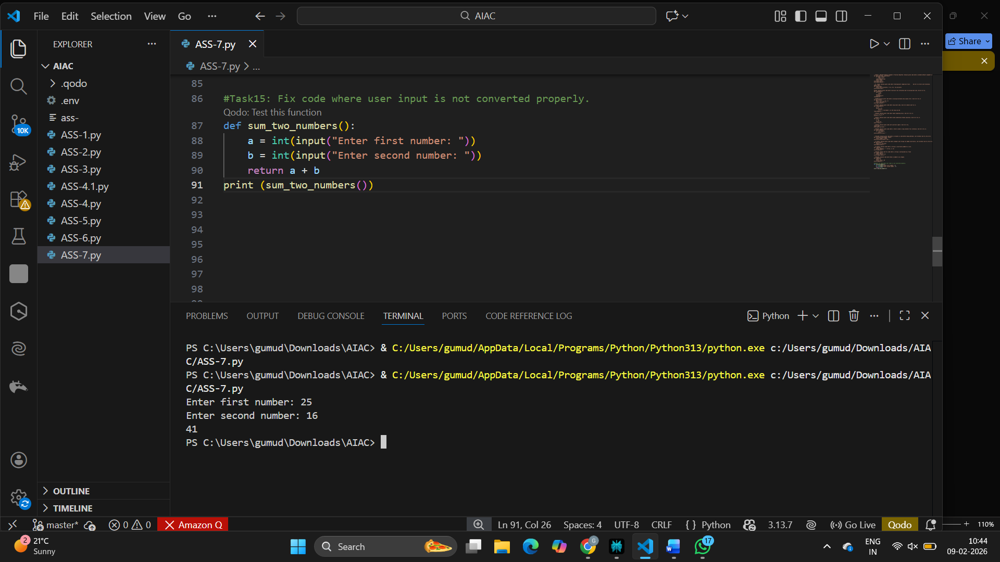 File Edit Selection View Go ... AIAC
Share
EXPLORER
AIAC
.qodo
.env
ass-
ASS-1.py
ASS-2.py
ASS-3.py
ASS-4.1.py
ASS-4.py
ASS-5.py
ASS-6.py
ASS-7.py
OUTLINE
TIMELINE
10K
ASS-7.py
ASS-7.py > ...
85
86 #Task15: Fix code where user input is not converted properly.
Qodo: Test this function
87 def sum_two_numbers():
88 a = int(input("Enter first number: "))
89 b = int(input("Enter second number: "))
90 return a + b
91 print (sum_two_numbers())
92
93
94
95
96
97
98
PROBLEMS OUTPUT DEBUG CONSOLE TERMINAL PORTS CODE REFERENCE LOG Python
PS C:\Users\gumud\Downloads\AIAC> & C:/Users/gumud/AppData/Local/Programs/Python/Python313/python.exe c:/Users/gumud/Downloads/AIA
C/ASS-7.py
PS C:\Users\gumud\Downloads\AIAC> & C:/Users/gumud/AppData/Local/Programs/Python/Python313/python.exe c:/Users/gumud/Downloads/AIA
C/ASS-7.py
Enter first number: 25
Enter second number: 16
41
PS C:\Users\gumud\Downloads\AIAC>
master* 0 0 Amazon Q Ln 91, Col 26 Spaces: 4 UTF-8 CRLF { } Python 3.13.7 Go Live Qodo + 110%
2 21°C
Sunny
Search
G
17
ENG
IN
10:44
09-02-2026